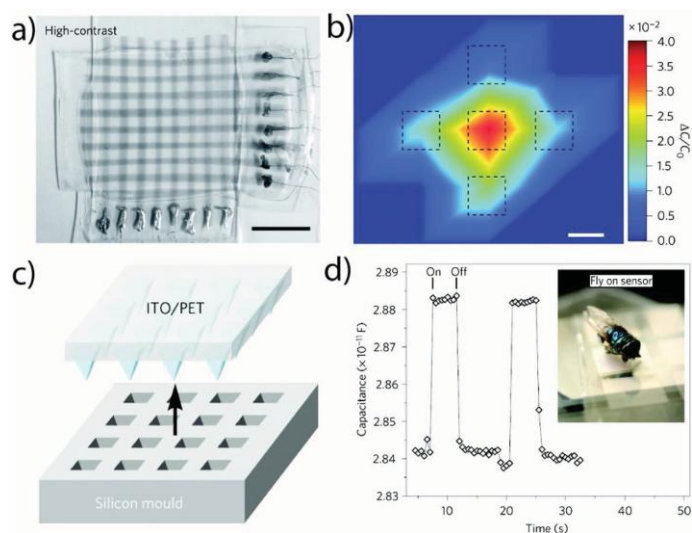 a)
High-contrast
b)
×10⁻²
4.0
3.5
3.0
2.5
2.0
1.5
1.0
0.5
0.0
ΔC/C₀
c)
ITO/PET
Silicon mould
d)
2.89
2.88
2.87
2.86
2.85
2.84
2.83
Capacitance (×10⁻¹¹ F)
On Off
Fly on sensor
10 20 30 40 50
Time (s)